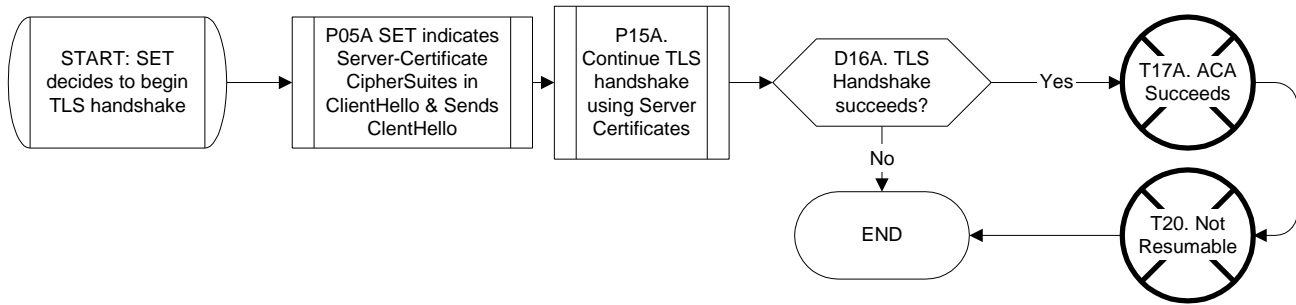 START: SET
decides to begin
TLS handshake
P05A SET indicates
Server-Certificate
CipherSuites in
ClientHello & Sends
ClentHello
P15A.
Continue TLS
handshake
using Server
Certificates
D16A. TLS
Handshake
succeeds?
Yes
T17A. ACA
Succeeds
No
END
T20. Not
Resumable